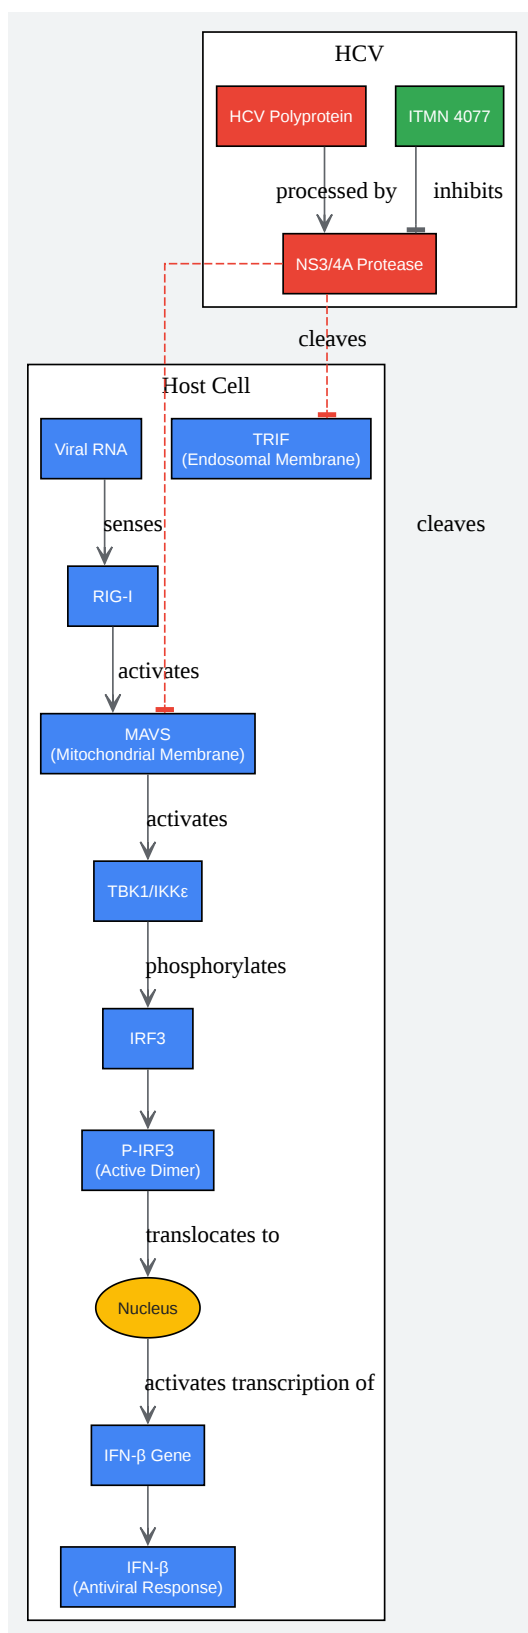 HCV
HCV Polyprotein
ITMN 4077
processed by
inhibits
NS3/4A Protease
cleaves
Host Cell
Viral RNA
TRIF
(Endosomal Membrane)
senses
cleaves
RIG-I
activates
MAVS
(Mitochondrial Membrane)
activates
TBK1/IKKε
phosphorylates
IRF3
P-IRF3
(Active Dimer)
translocates to
Nucleus
activates transcription of
IFN-β Gene
IFN-β
(Antiviral Response)